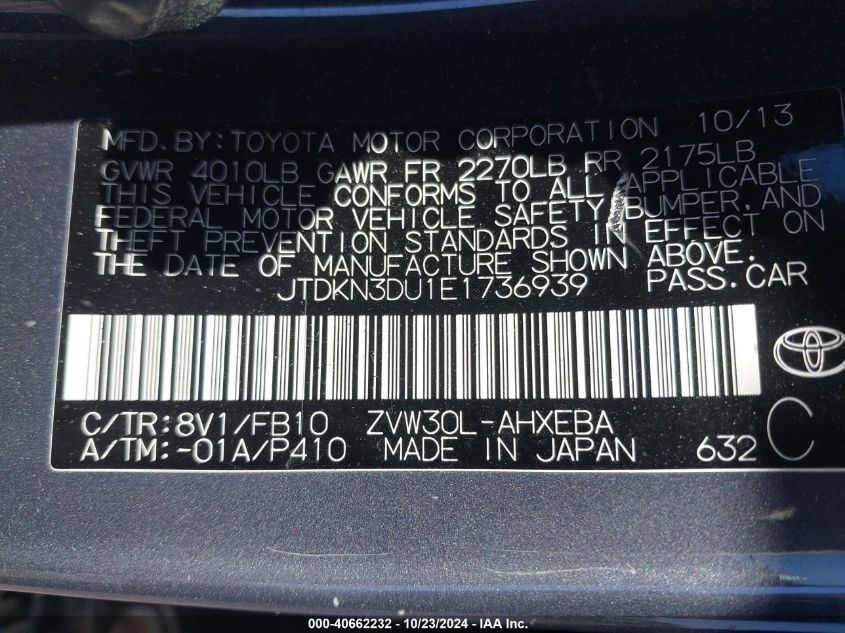 MFD. BY: TOYOTA MOTOR CORPORATION 10/13
GVWR 4010LB GAWR FR 2270LB RR 2175LB
THIS VEHICLE CONFORMS TO ALL APPLICABLE
FEDERAL MOTOR VEHICLE SAFETY, BUMPER, AND
THEFT PREVENTION STANDARDS IN EFFECT ON
THE DATE OF MANUFACTURE SHOWN ABOVE.
JTDKN3DU1E1736939 PASS. CAR
C/TR: 8V1/FB10 ZVW30L-AHXEBA C
A/TM: -01A/P410 MADE IN JAPAN 632
000-40662232 - 10/23/2024 - IAA Inc.